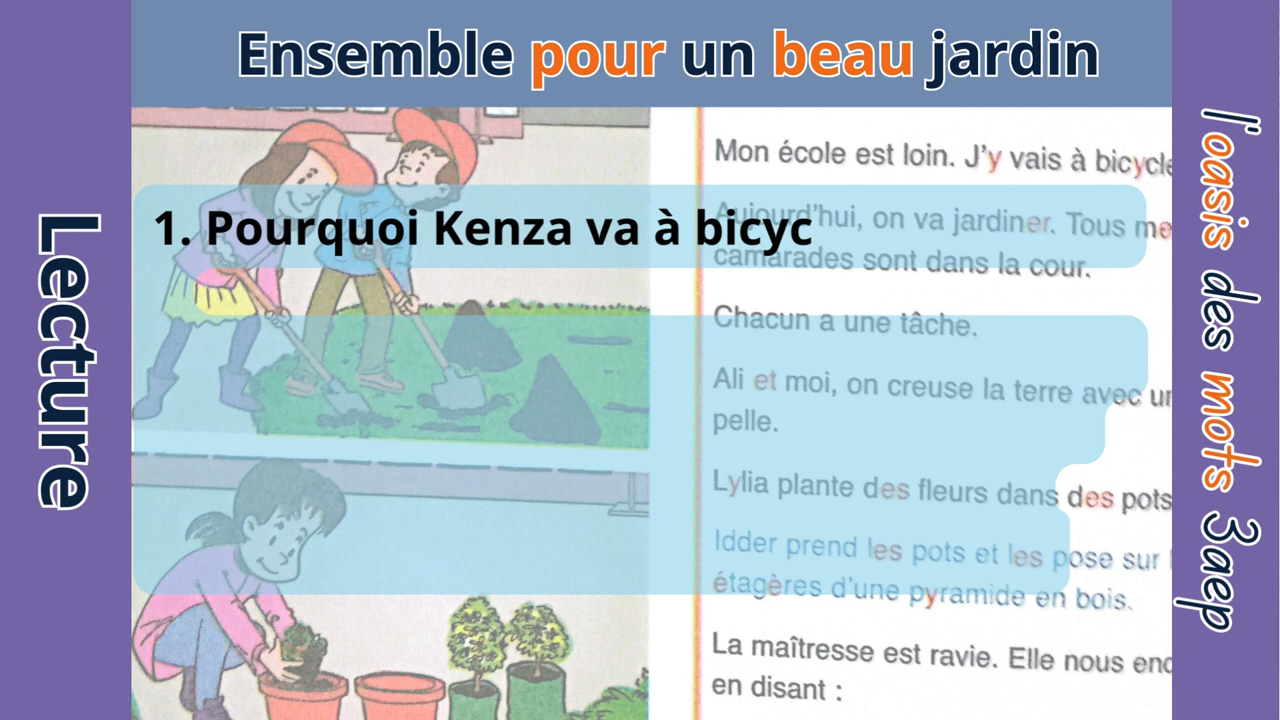 Ensemble pour un beau jardin
Lecture
1. Pourquoi Kenza va à bicyc
Mon école est loin. J'y vais à bicycle
Aujourd'hui, on va jardiner. Tous me
camarades sont dans la cour.
Chacun a une tâche.
Ali et moi, on creuse la terre avec un
pelle.
Lylia plante des fleurs dans des pots
Idder prend les pots et les pose sur
étagères d'une pyramide en bois.
La maîtresse est ravie. Elle nous enc
en disant :
l'oasis des mots 3aep